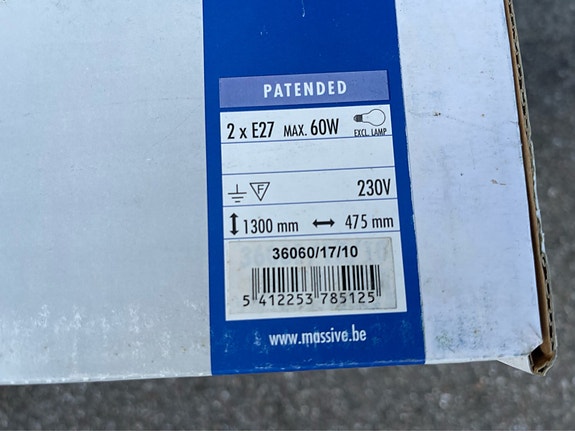 PATENDED
2 x E27 MAX. 60W EXCL. LAMP
F 230V
1300 mm 475 mm
36060/17/10
5 412253 785125
www.massive.be